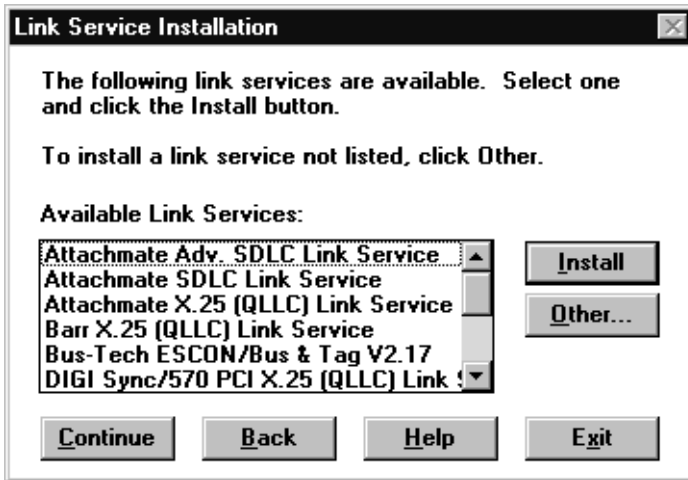 Link Service Installation
The following link services are available.  Select one
and click the Install button.
To install a link service not listed, click Other.
Available Link Services:
Attachmate Adv. SDLC Link Service
Attachmate SDLC Link Service
Attachmate X.25 (QLLC) Link Service
Barr X.25 (QLLC) Link Service
Bus-Tech ESCON/Bus & Tag V2.17
DIGI Sync/570 PCI X.25 (QLLC) Link
Install
Other...
Continue
Back
Help
Exit